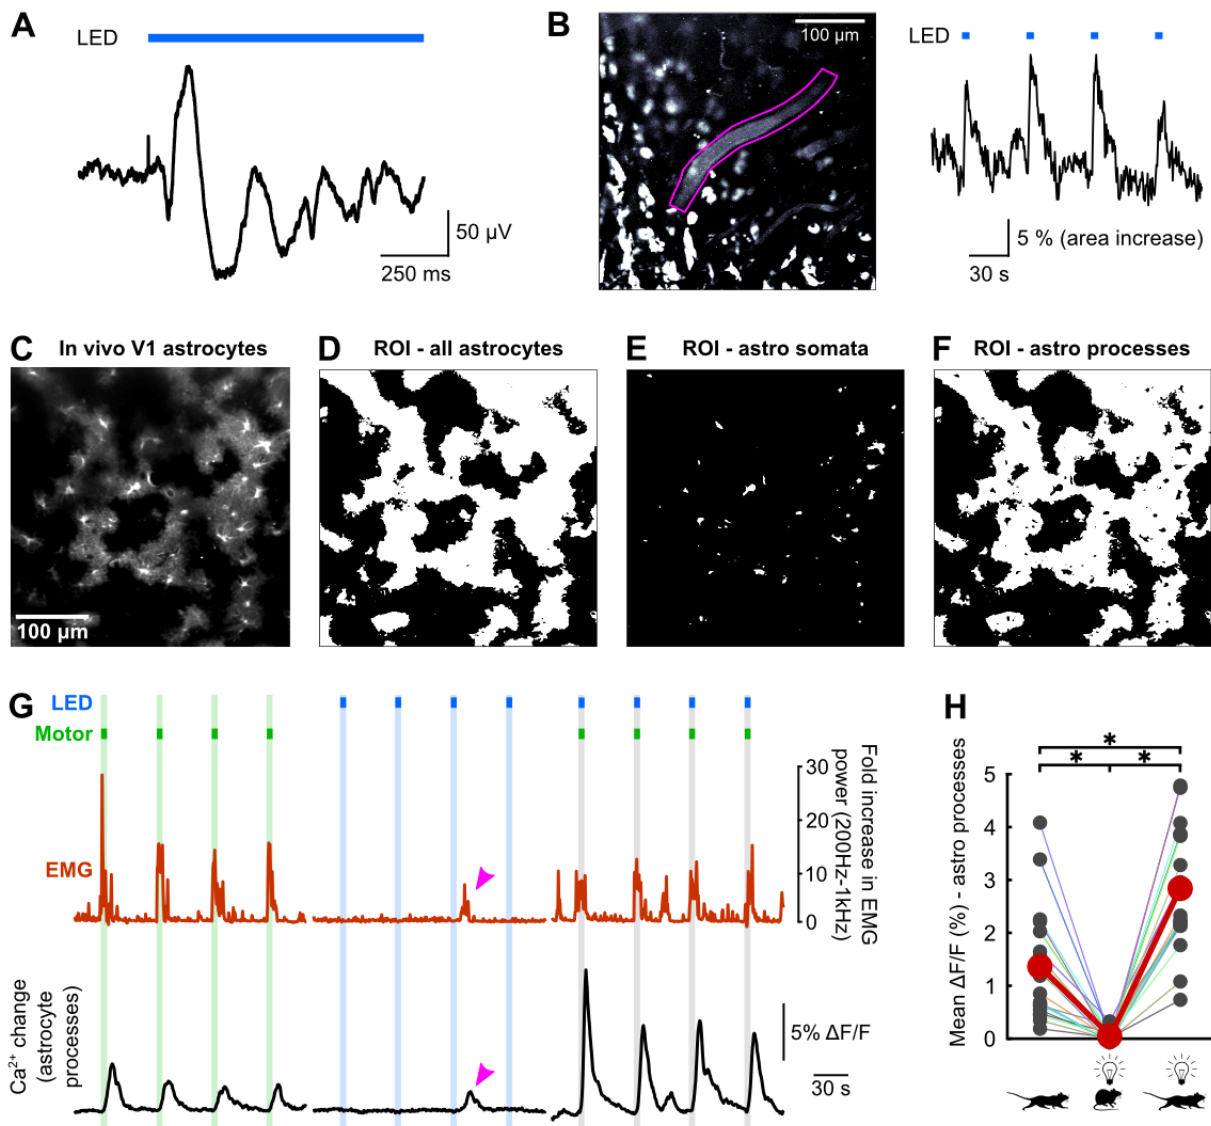 A
LED
50 µV
250 ms
B
100 µm
LED
5 % (area increase)
30 s
C In vivo V1 astrocytes
100 µm
D ROI - all astrocytes
E ROI - astro somata
F ROI - astro processes
G
LED
Motor
EMG
30
20
10
0
Fold increase in EMG
power (200Hz-1kHz)
Ca²⁺ change
(astrocyte
processes)
5% ΔF/F
30 s
H
* 
* *
Mean ΔF/F (%) - astro processes
5
4
3
2
1
0